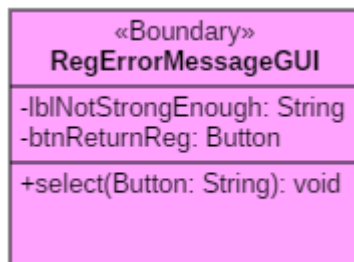 «Boundary»
RegErrorMessageGUI
-lblNotStrongEnough: String
-btnReturnReg: Button
+select(Button: String): void